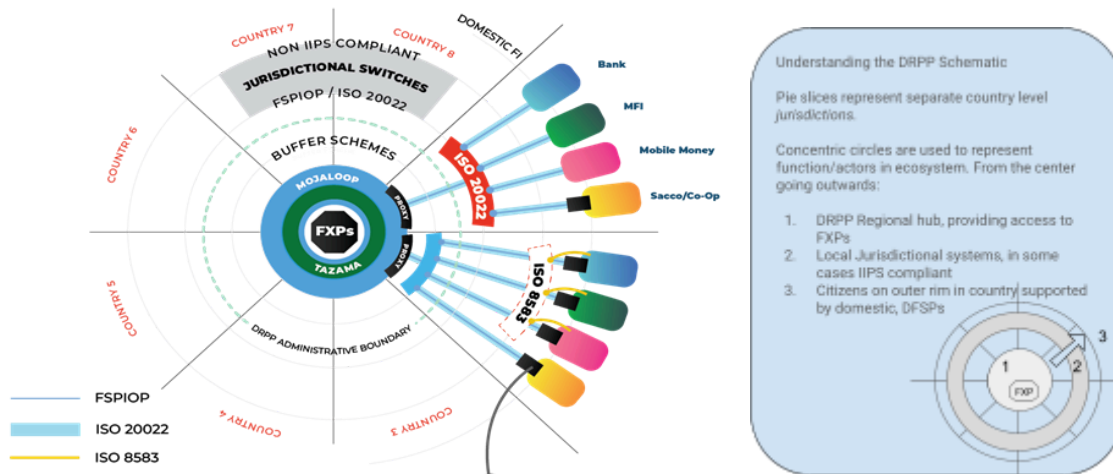 COUNTRY 7
COUNTRY 8
DOMESTIC FI
NON IIPS COMPLIANT
JURISDICTIONAL SWITCHES
FSPIOP / ISO 20022
BUFFER SCHEMES
COUNTRY 6
MOJALOOP
FXPs
TAZAMA
PROXY
PROXY
ISO 20022
Bank
MFI
Mobile Money
Sacco/Co-Op
ISO 8583
COUNTRY 5
DRPP ADMINISTRATIVE BOUNDARY
COUNTRY 4
COUNTRY 3
FSPIOP
ISO 20022
ISO 8583
Understanding the DRPP Schematic
Pie slices represent separate country level
jurisdictions.
Concentric circles are used to represent
function/actors in ecosystem. From the center
going outwards:
1. DRPP Regional hub, providing access to
FXPs
2. Local Jurisdictional systems, in some
cases IIPS compliant
3. Citizens on outer rim in country supported
by domestic, DFSPs
1
2
3
FXP